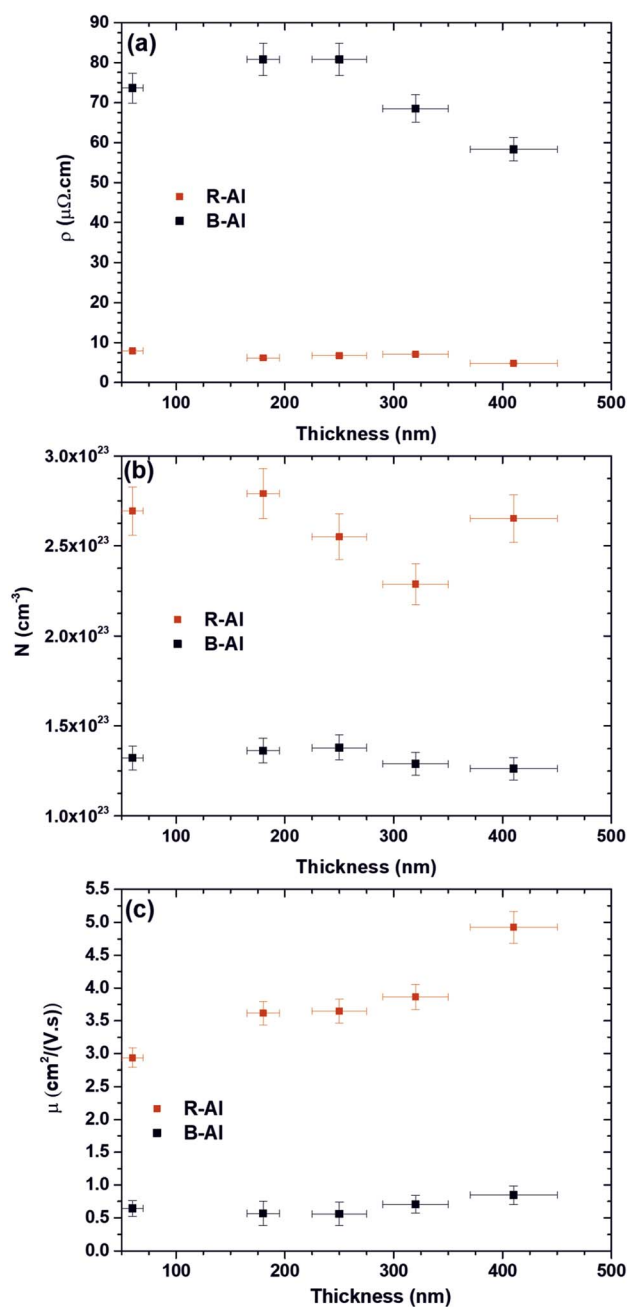 (a)
90
80
70
60
50
40
30
20
10
0
ρ (μΩ.cm)
R-Al
B-Al
100 200 300 400 500
Thickness (nm)
(b)
3.0x10²³
2.5x10²³
2.0x10²³
1.5x10²³
1.0x10²³
N (cm⁻³)
R-Al
B-Al
100 200 300 400 500
Thickness (nm)
(c)
5.5
5.0
4.5
4.0
3.5
3.0
2.5
2.0
1.5
1.0
0.5
0.0
μ (cm²/(V.s))
R-Al
B-Al
100 200 300 400 500
Thickness (nm)